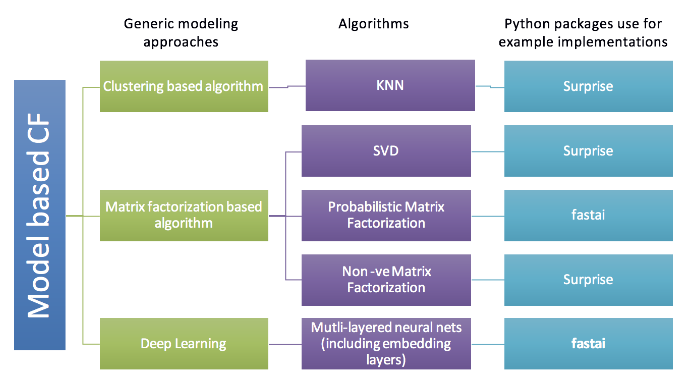 Generic modeling
approaches
Algorithms
Python packages use for
example implementations
Model based CF
Clustering based algorithm
KNN
Surprise
Matrix factorization based
algorithm
SVD
Surprise
Probabilistic Matrix
Factorization
fastai
Non -ve Matrix
Factorization
Surprise
Deep Learning
Mutli-layered neural nets
(including embedding
layers)
fastai